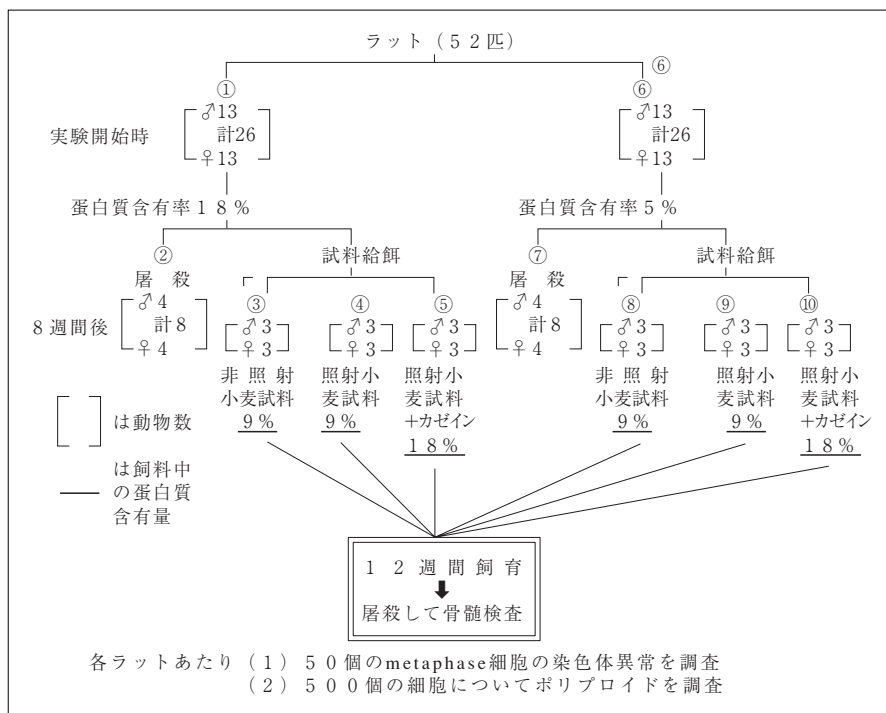 ラット（５２匹）
⑥
① ⑥
♂13 ♂13
実験開始時 計26 計26
♀13 ♀13
蛋白質含有率１８％ 蛋白質含有率５％
② 試料給餌 ⑦ 試料給餌
屠殺 屠殺
③ ④ ⑤ ⑧ ⑨ ⑩
♂4 ♂4
８週間後 計8 ♂3 ♂3 ♂3 計8 ♂3 ♂3 ♂3
♀4 ♀3 ♀3 ♀3 ♀4 ♀3 ♀3 ♀3
非照射 照射小 照射小 非照射 照射小 照射小
小麦試料 麦試料 麦試料 小麦試料 麦試料 麦試料
［ ］は動物数 ９％ ９％ ＋カゼイン ９％ ９％ ＋カゼイン
１８％ １８％
は飼料中
の蛋白質
含有量
１２週間飼育
⬇
屠殺して骨髄検査
各ラットあたり（１）５０個のmetaphase細胞の染色体異常を調査
（２）５００個の細胞についてポリプロイドを調査